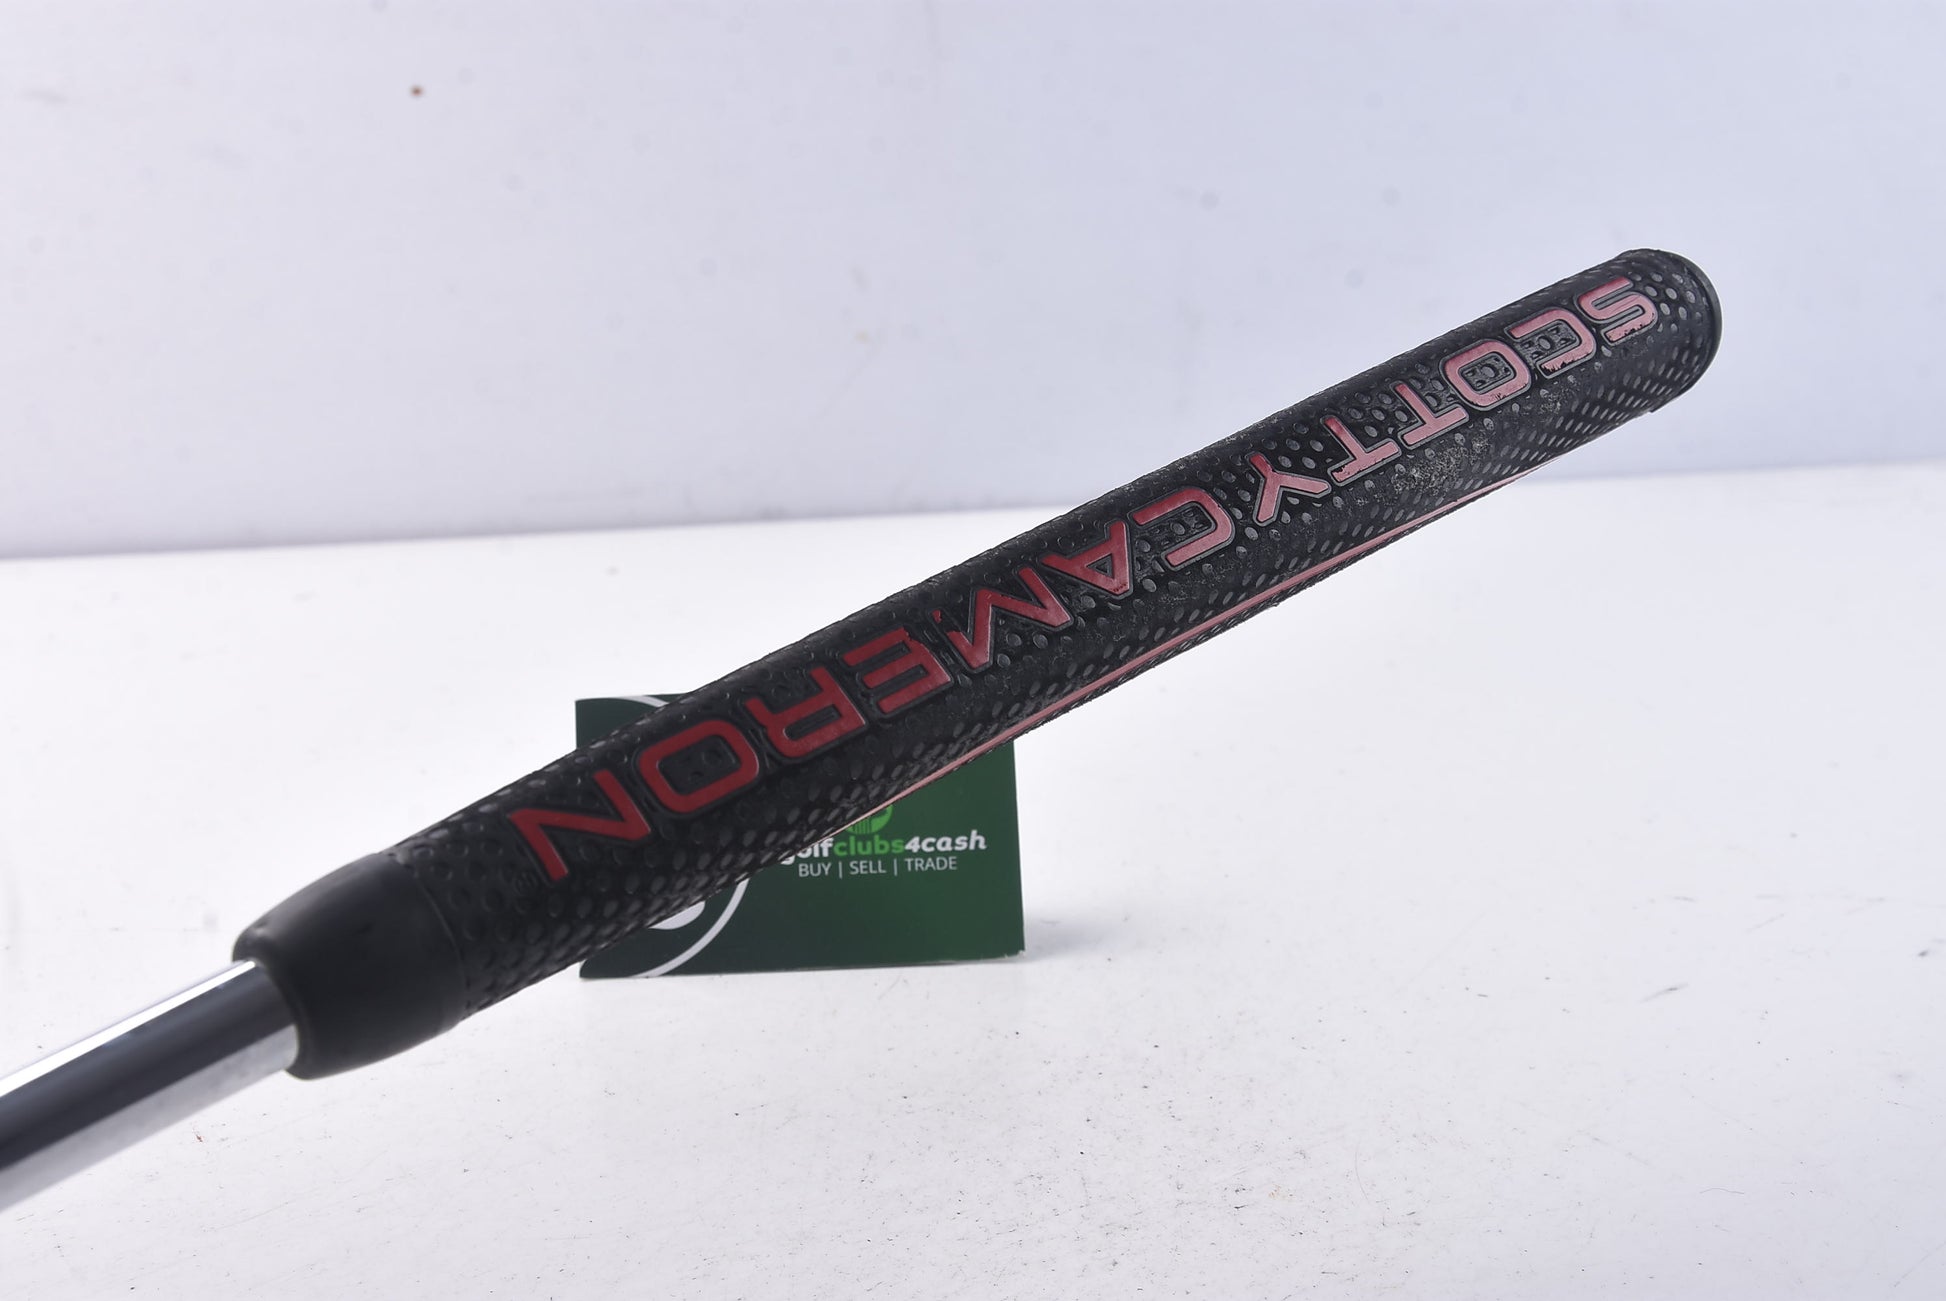 SCOTTY CAMERON®
golfclubs4cash
BUY | SELL | TRADE